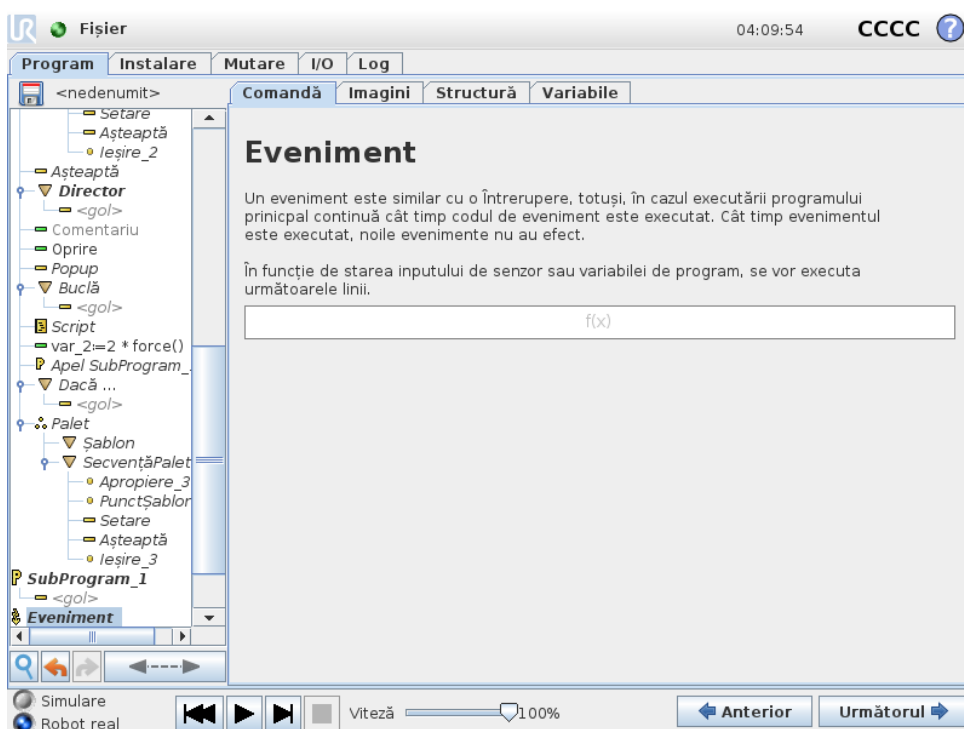 UR Fișier 04:09:54 CCCC ?
Program Instalare Mutare I/O Log
<nedenumit>
Comandă Imagini Structură Variabile
Setare
Așteaptă
Ieșire_2
Așteaptă
Director
<gol>
Comentariu
Oprire
Popup
Buclă
<gol>
Script
var_2:=2 * force()
Apel SubProgram_
Dacă ...
<gol>
Palet
Șablon
SecvențăPalet
Apropiere_3
PunctȘablon
Setare
Așteaptă
Ieșire_3
SubProgram_1
<gol>
Eveniment
Eveniment
Un eveniment este similar cu o Întrerupere, totuși, în cazul executării programului
prinicpal continuă cât timp codul de eveniment este executat. Cât timp evenimentul
este executat, noile evenimente nu au efect.
În funcție de starea inputului de senzor sau variabilei de program, se vor executa
următoarele linii.
f(x)
Simulare
Robot real
Viteză 100%
Anterior Următorul